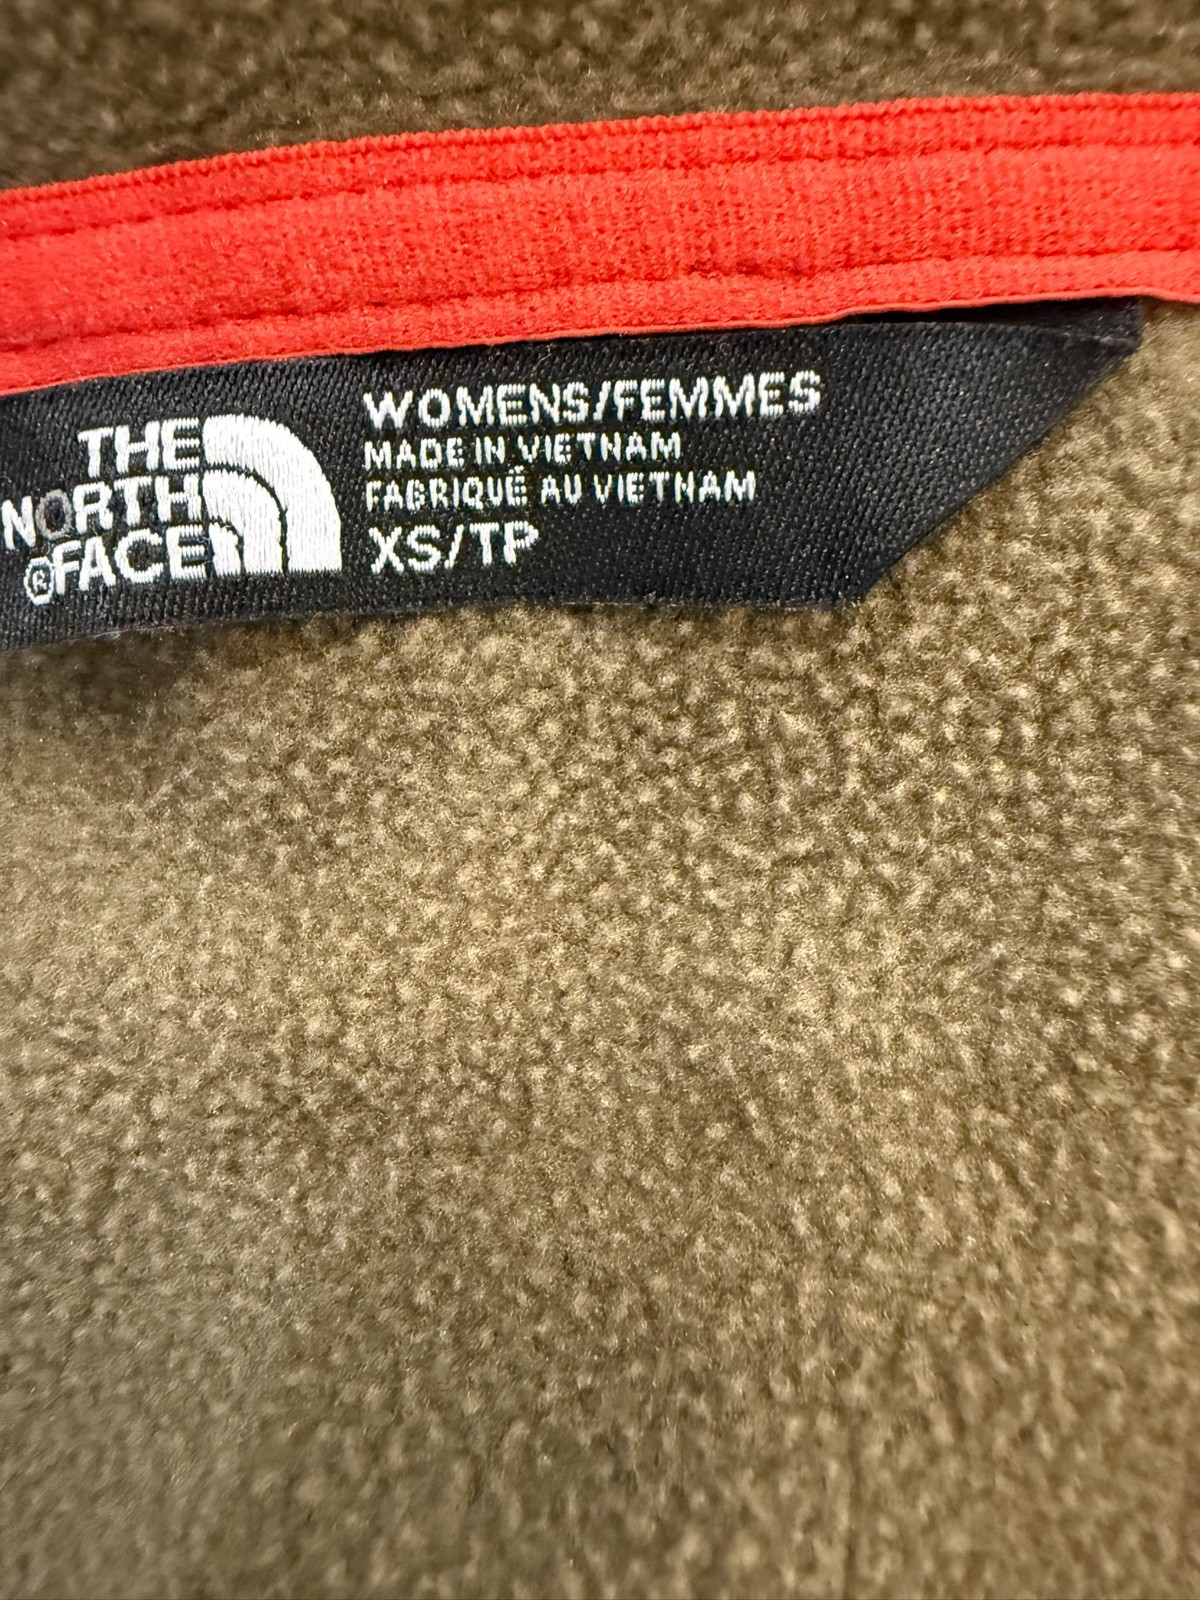 THE
NORTH
®FACE
WOMENS/FEMMES
MADE IN VIETNAM
FABRIQUÉ AU VIETNAM
XS/TP